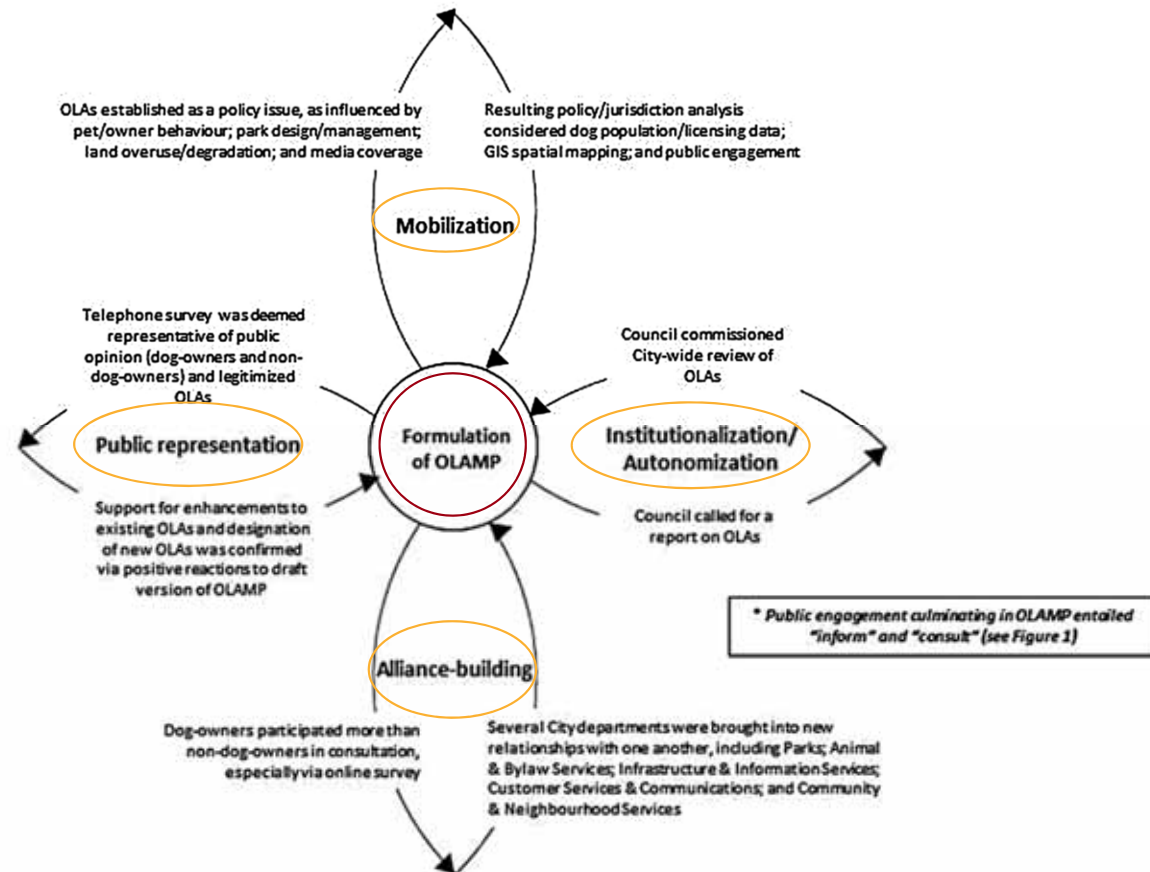 OLAs established as a policy issue, as influenced by
pet/owner behaviour; park design/management;
land overuse/degradation; and media coverage
Resulting policy/jurisdiction analysis
considered dog population/licensing data;
GIS spatial mapping; and public engagement
Mobilization
Telephone survey was deemed
representative of public
opinion (dog-owners and non-
dog-owners) and legitimized
OLAs
Public representation
Support for enhancements to
existing OLAs and designation
of new OLAs was confirmed
via positive reactions to draft
version of OLAMP
Formulation
of OLAMP
Council commissioned
City-wide review of
OLAs
Institutionalization/
Autonomization
Council called for a
report on OLAs
* Public engagement culminating in OLAMP entailed
"inform" and "consult" (see Figure 1)
Alliance-building
Dog-owners participated more than
non-dog-owners in consultation,
especially via online survey
Several City departments were brought into new
relationships with one another, including Parks; Animal
& Bylaw Services; Infrastructure & Information Services;
Customer Services & Communications; and Community
& Neighbourhood Services